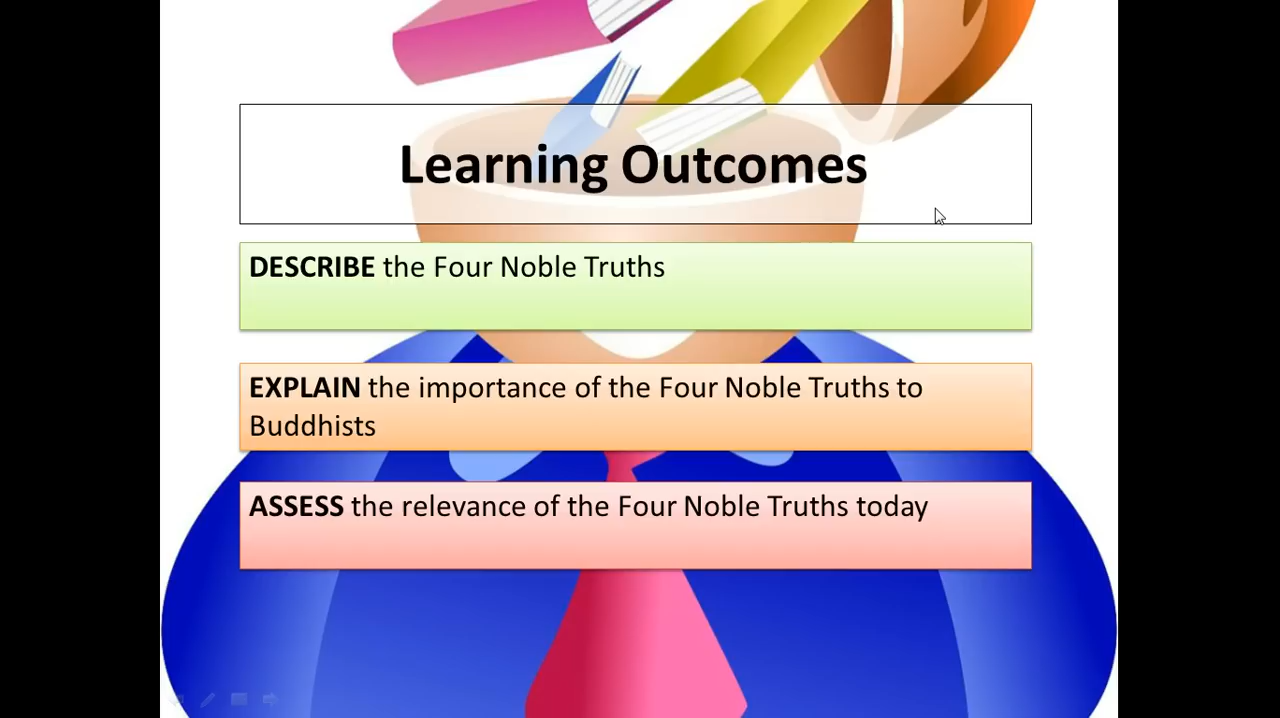 Learning Outcomes
DESCRIBE the Four Noble Truths
EXPLAIN the importance of the Four Noble Truths to
Buddhists
ASSESS the relevance of the Four Noble Truths today